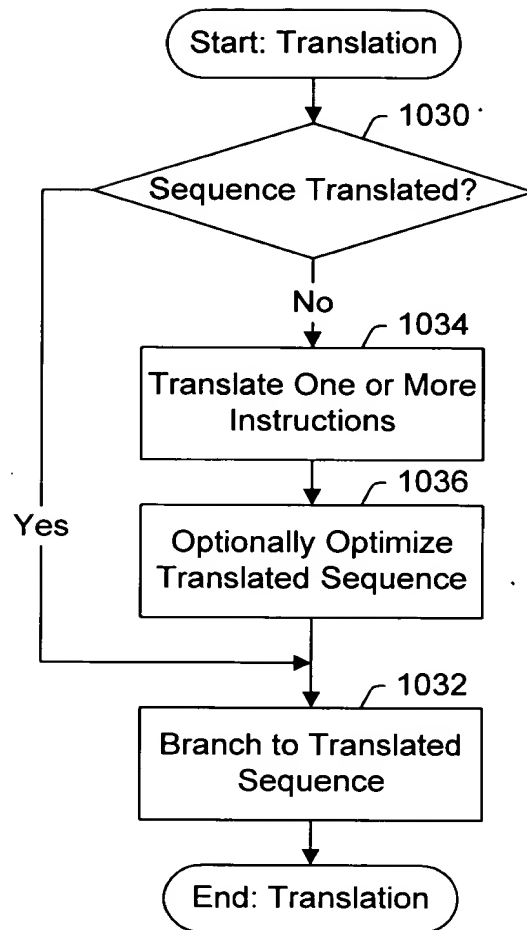 Start: Translation
1030
Sequence Translated?
No
1034
Translate One or More
Instructions
1036
Yes
Optionally Optimize
Translated Sequence
1032
Branch to Translated
Sequence
End: Translation